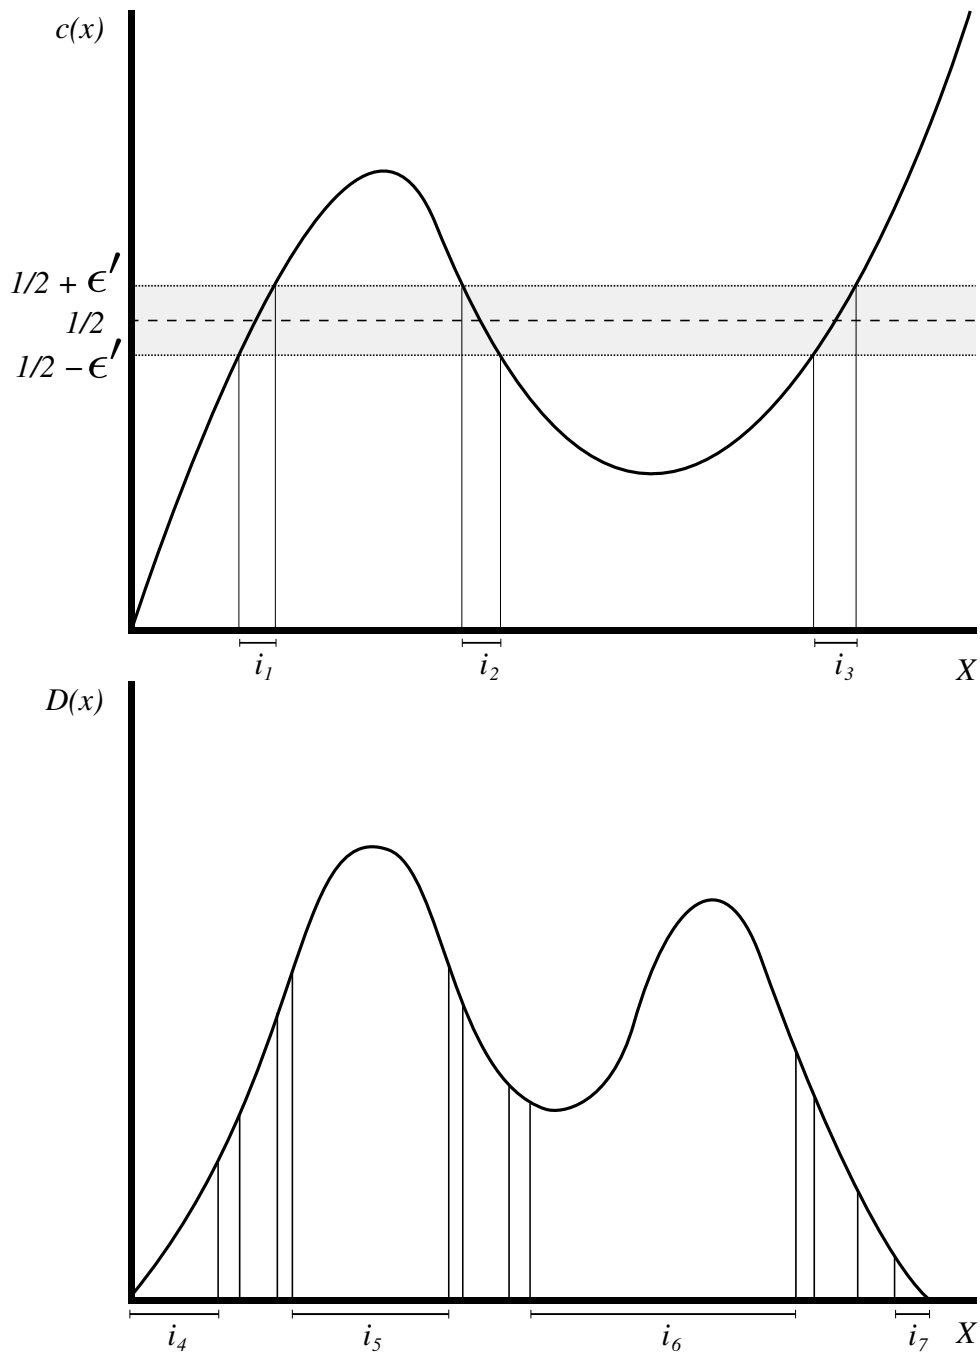 c(x)
1/2 + ϵ′
1/2
1/2 − ϵ′
i₁ i₂ i₃ X
D(x)
i₄ i₅ i₆ i₇ X